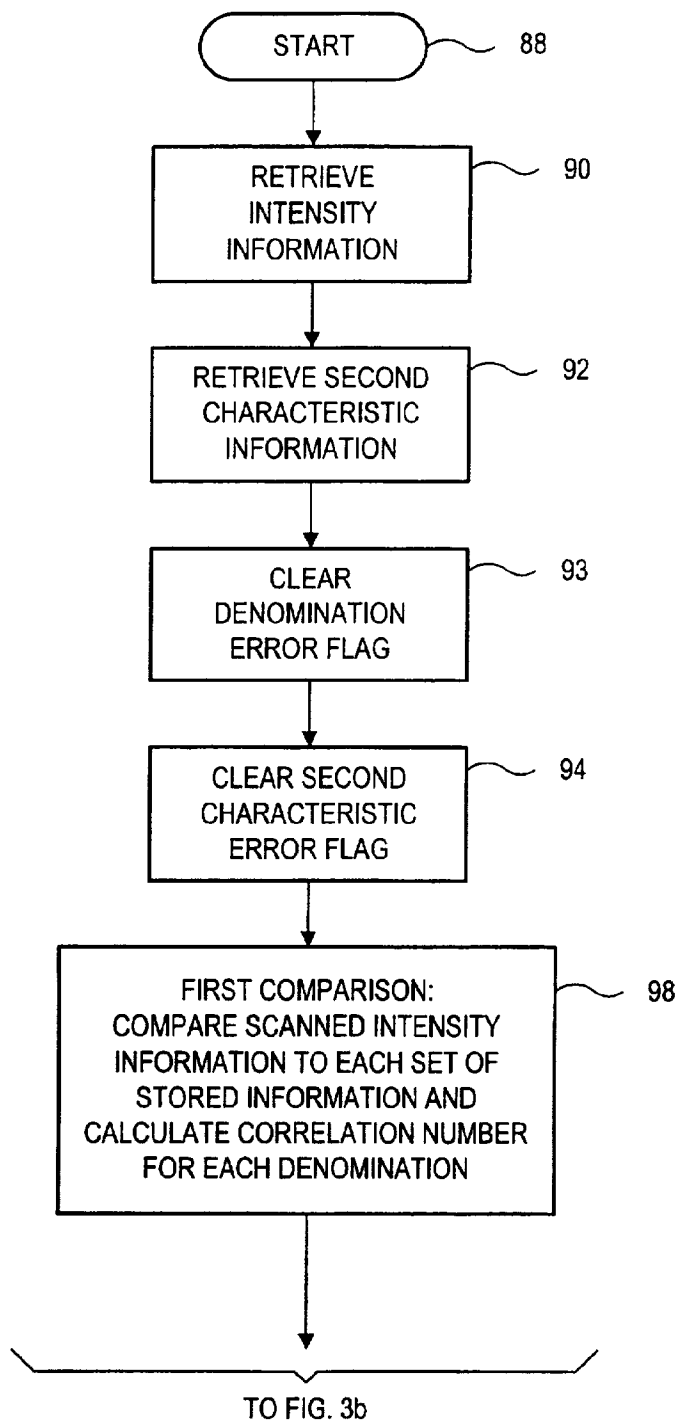 START
88
RETRIEVE
INTENSITY
INFORMATION
90
RETRIEVE SECOND
CHARACTERISTIC
INFORMATION
92
CLEAR
DENOMINATION
ERROR FLAG
93
CLEAR SECOND
CHARACTERISTIC
ERROR FLAG
94
FIRST COMPARISON:
COMPARE SCANNED INTENSITY
INFORMATION TO EACH SET OF
STORED INFORMATION AND
CALCULATE CORRELATION NUMBER
FOR EACH DENOMINATION
98
TO FIG. 3b